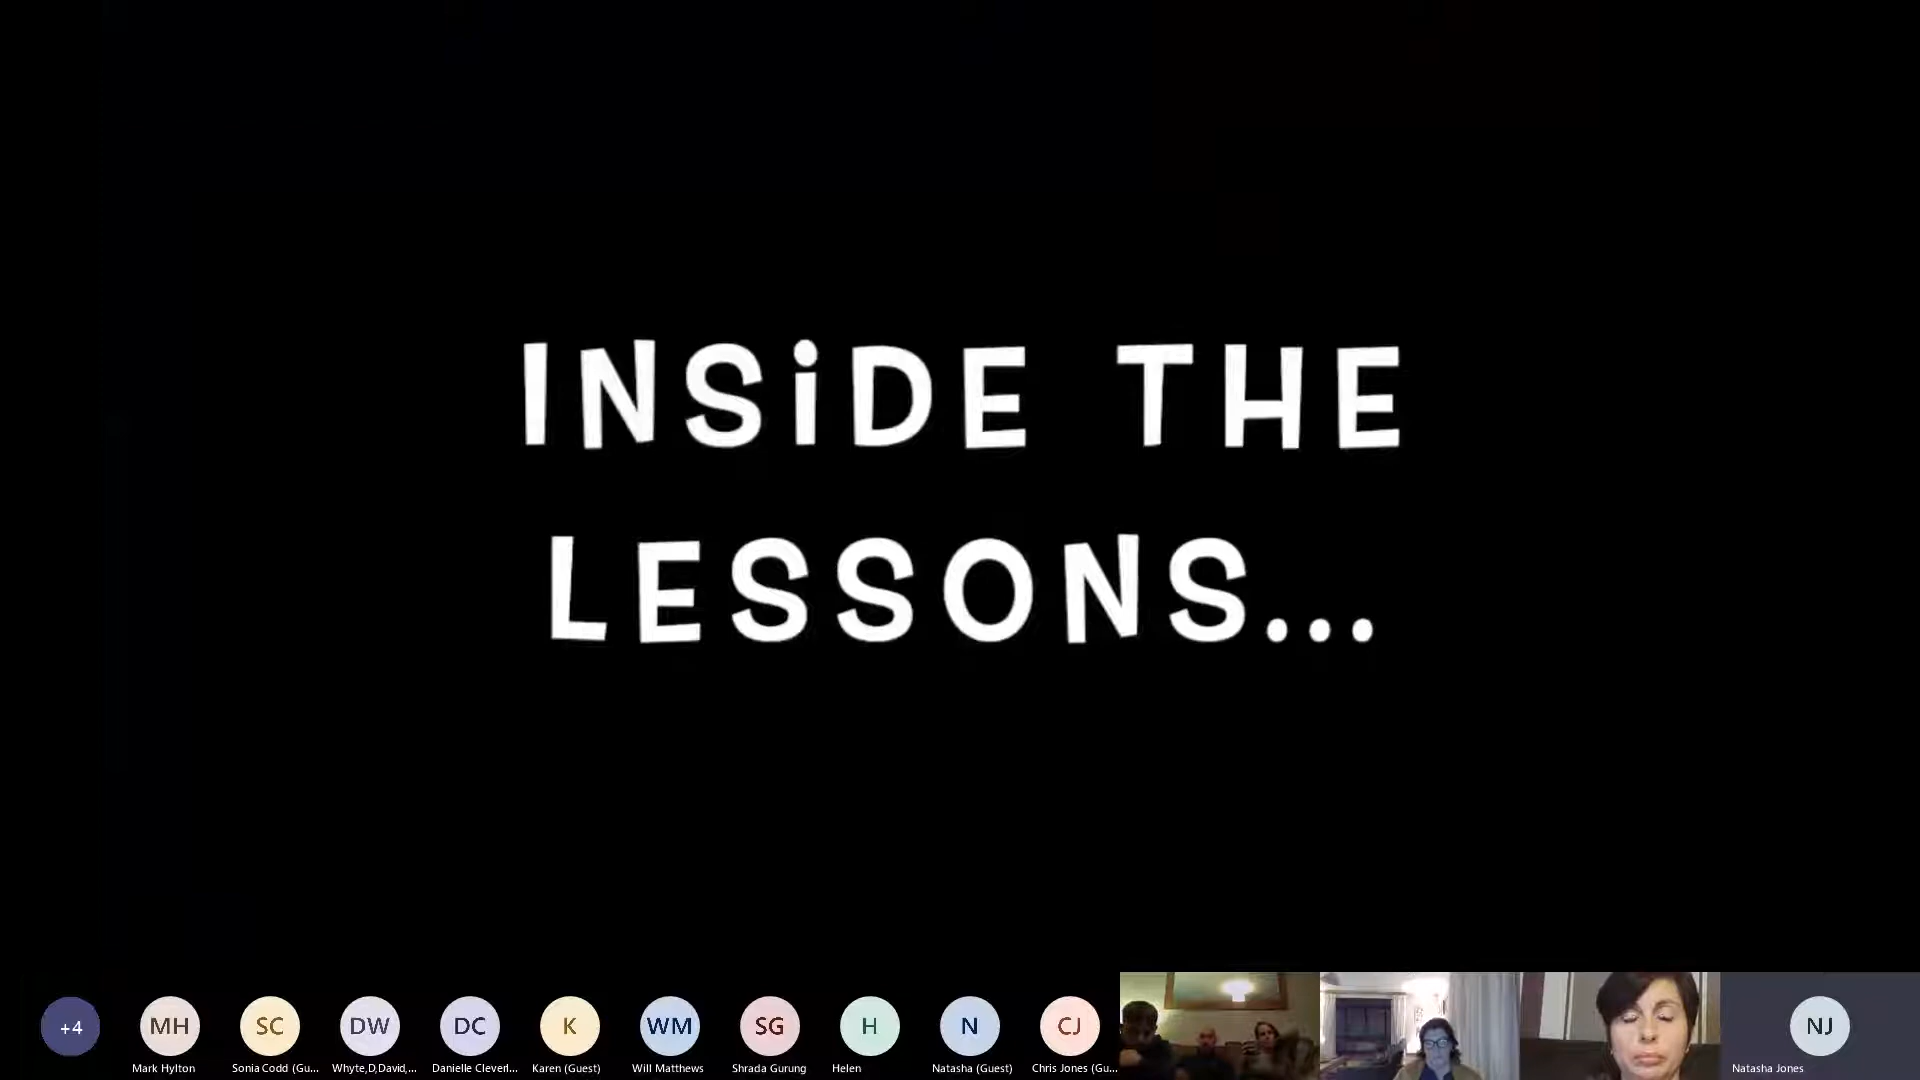 INSiDE THE
LESSONS...
+4
MH
SC
DW
DC
K
WM
SG
H
N
CJ
NJ
Mark Hylton
Sonia Codd (Gu...
Whyte,D,David,...
Danielle Cleverl...
Karen (Guest)
Will Matthews
Shrada Gurung
Helen
Natasha (Guest)
Chris Jones (Gu...
Natasha Jones